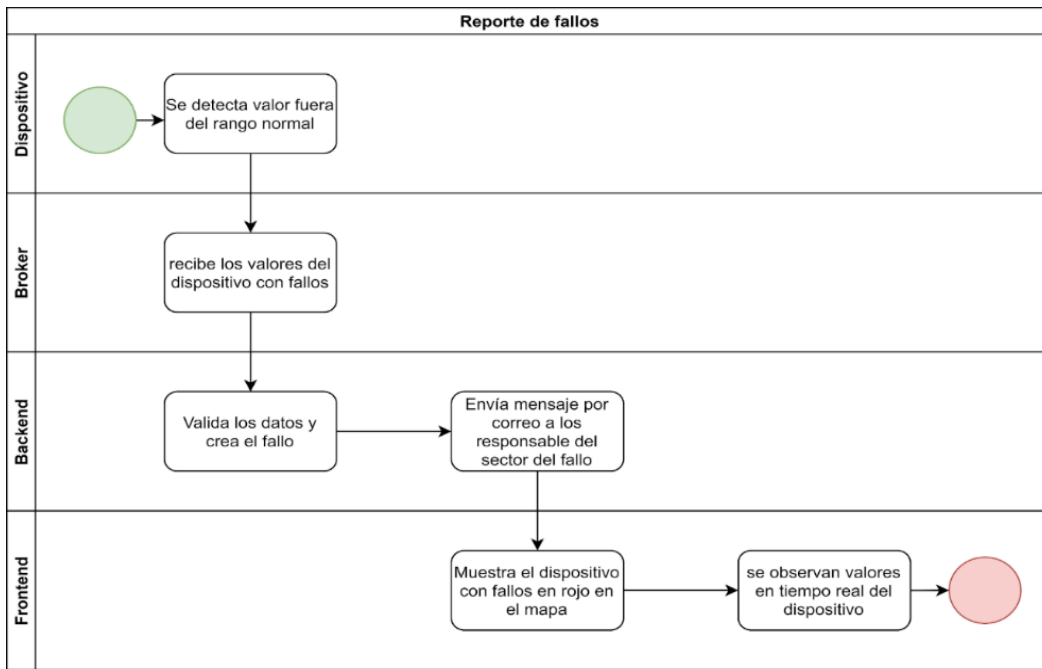 Reporte de fallos
Dispositivo
Se detecta valor fuera
del rango normal
Broker
recibe los valores del
dispositivo con fallos
Backend
Valida los datos y
crea el fallo
Envía mensaje por
correo a los
responsable del
sector del fallo
Frontend
Muestra el dispositivo
con fallos en rojo en
el mapa
se observan valores
en tiempo real del
dispositivo